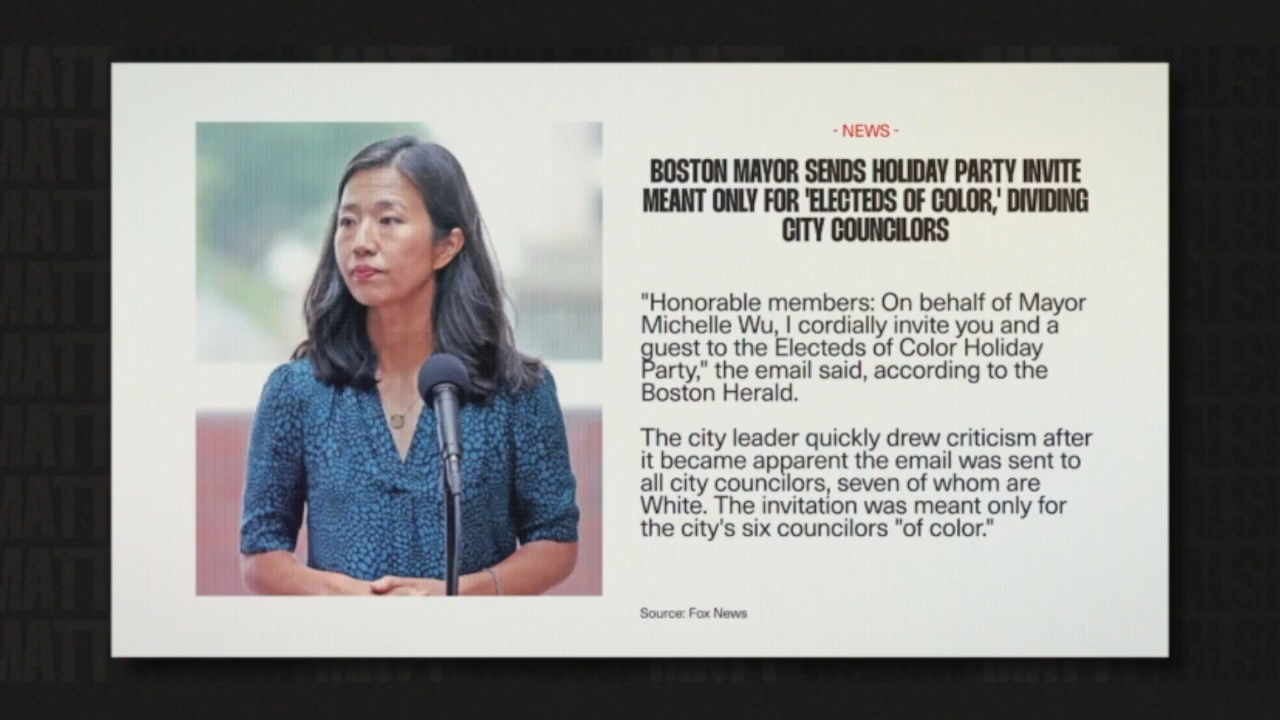 - NEWS -
BOSTON MAYOR SENDS HOLIDAY PARTY INVITE
MEANT ONLY FOR 'ELECTEDS OF COLOR,' DIVIDING
CITY COUNCILORS
"Honorable members: On behalf of Mayor
Michelle Wu, I cordially invite you and a
guest to the Electeds of Color Holiday
Party," the email said, according to the
Boston Herald.
The city leader quickly drew criticism after
it became apparent the email was sent to
all city councilors, seven of whom are
White. The invitation was meant only for
the city's six councilors "of color."
Source: Fox News